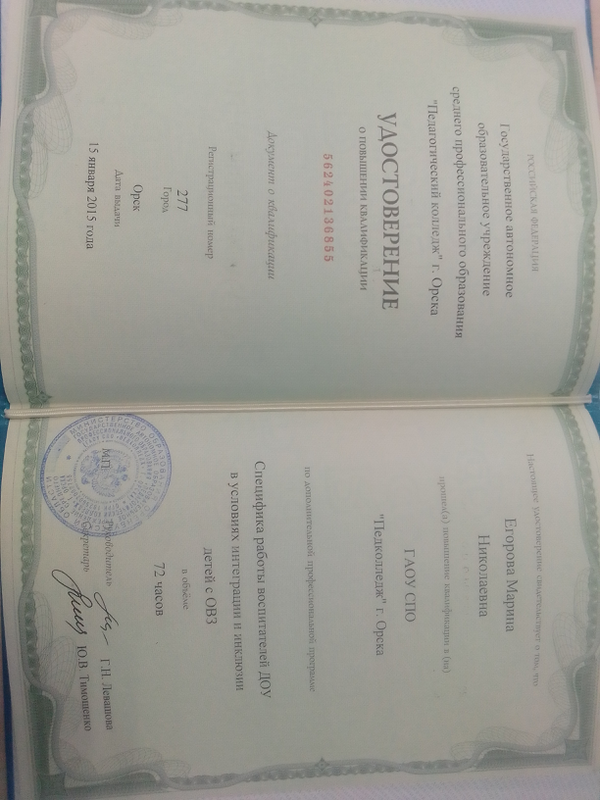 РОССИЙСКАЯ ФЕДЕРАЦИЯ
Государственное автономное
образовательное учреждение
среднего профессионального образования
"Педагогический колледж" г. Орска
УДОСТОВЕРЕНИЕ
о повышении квалификации
562402136855
Документ о квалификации
Регистрационный номер
277
Город
Орск
Дата выдачи
15 января 2015 года
Настоящее удостоверение свидетельствует о том, что
Егорова Марина
Николаевна
прошел(а) повышение квалификации в (на)
ГАОУ СПО
"Педколледж" г. Орска
по дополнительной профессиональной программе
Специфика работы воспитателей ДОУ
в условиях интеграции и инклюзии
детей с ОВЗ
в объёме
72 часов
М.П. Руководитель Г.Н. Левашова
Секретарь Ю.В. Тимошенко